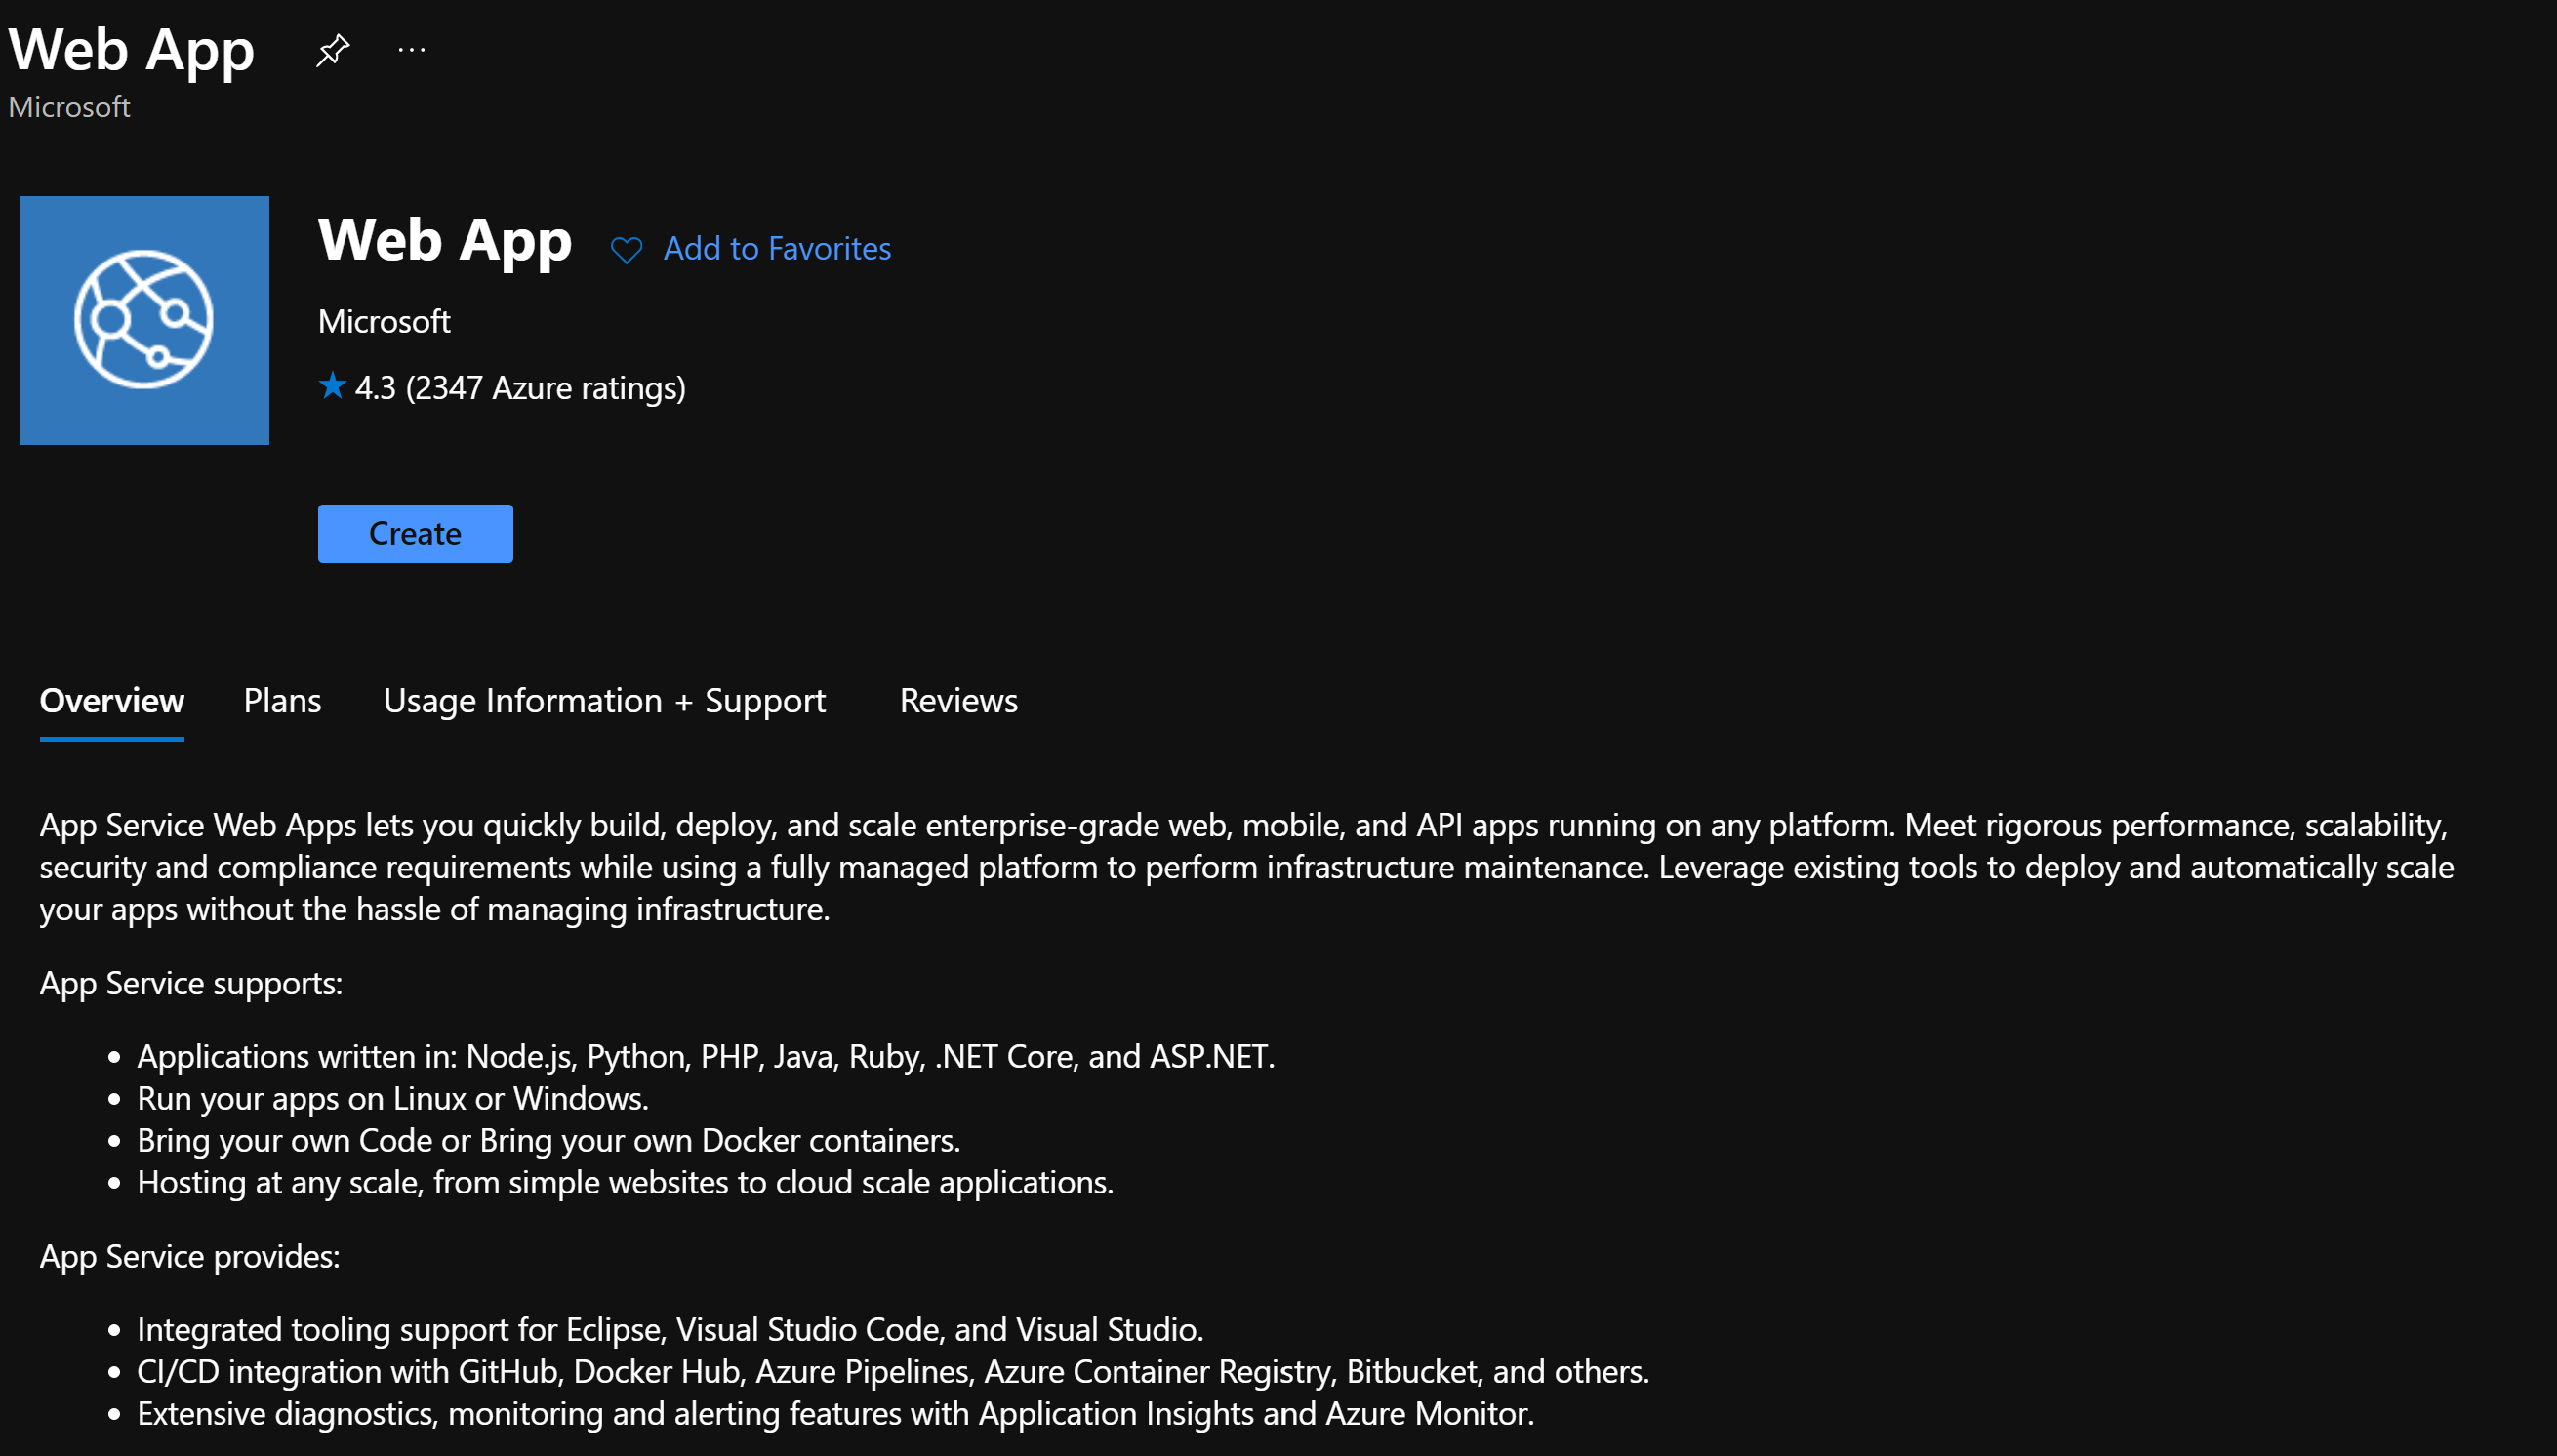 Web App
Microsoft
Web App
Add to Favorites
Microsoft
4.3 (2347 Azure ratings)
Create
Overview
Plans
Usage Information + Support
Reviews
App Service Web Apps lets you quickly build, deploy, and scale enterprise-grade web, mobile, and API apps running on any platform. Meet rigorous performance, scalability,
security and compliance requirements while using a fully managed platform to perform infrastructure maintenance. Leverage existing tools to deploy and automatically scale
your apps without the hassle of managing infrastructure.
App Service supports:
• Applications written in: Node.js, Python, PHP, Java, Ruby, .NET Core, and ASP.NET.
• Run your apps on Linux or Windows.
• Bring your own Code or Bring your own Docker containers.
• Hosting at any scale, from simple websites to cloud scale applications.
App Service provides:
• Integrated tooling support for Eclipse, Visual Studio Code, and Visual Studio.
• CI/CD integration with GitHub, Docker Hub, Azure Pipelines, Azure Container Registry, Bitbucket, and others.
• Extensive diagnostics, monitoring and alerting features with Application Insights and Azure Monitor.